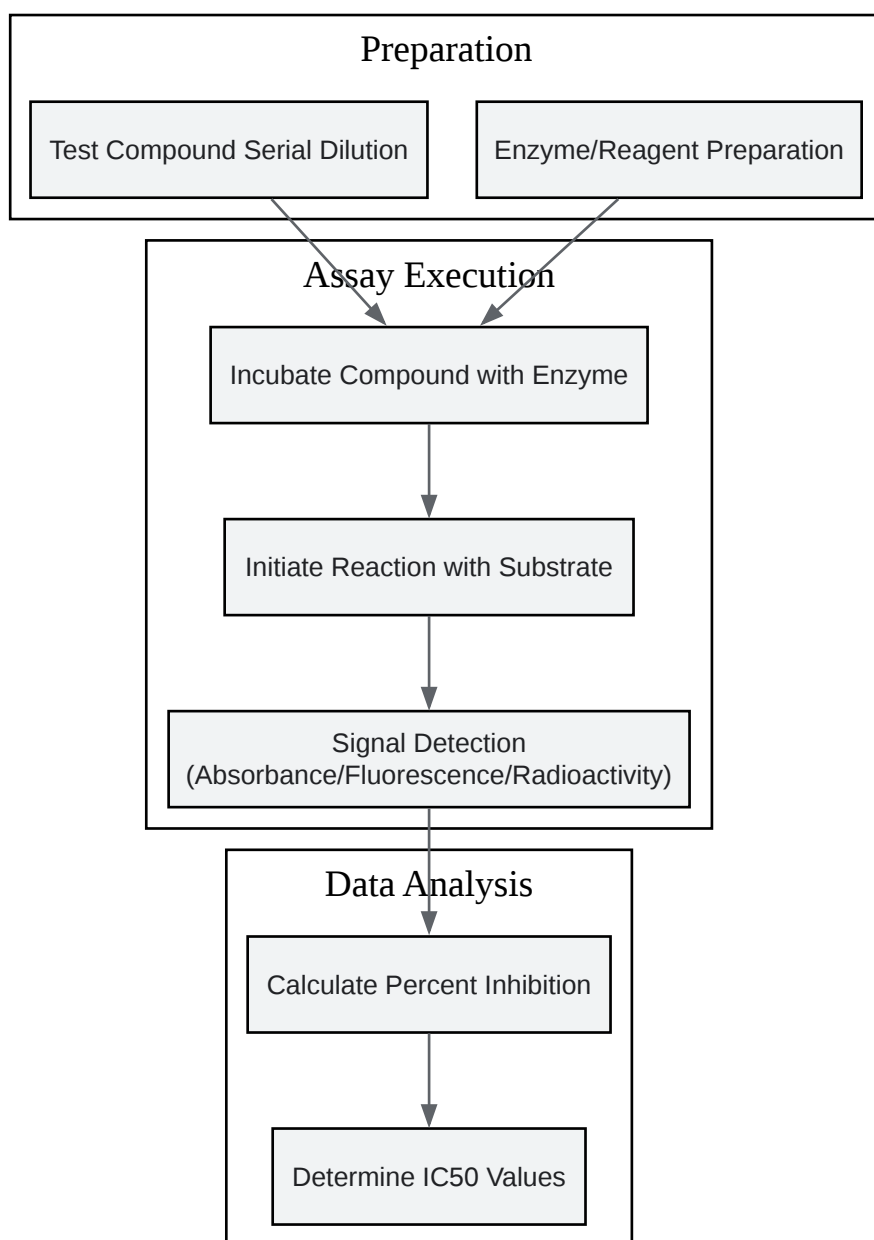 Preparation
Test Compound Serial Dilution
Enzyme/Reagent Preparation
Assay Execution
Incubate Compound with Enzyme
Initiate Reaction with Substrate
Signal Detection
(Absorbance/Fluorescence/Radioactivity)
Data Analysis
Calculate Percent Inhibition
Determine IC50 Values